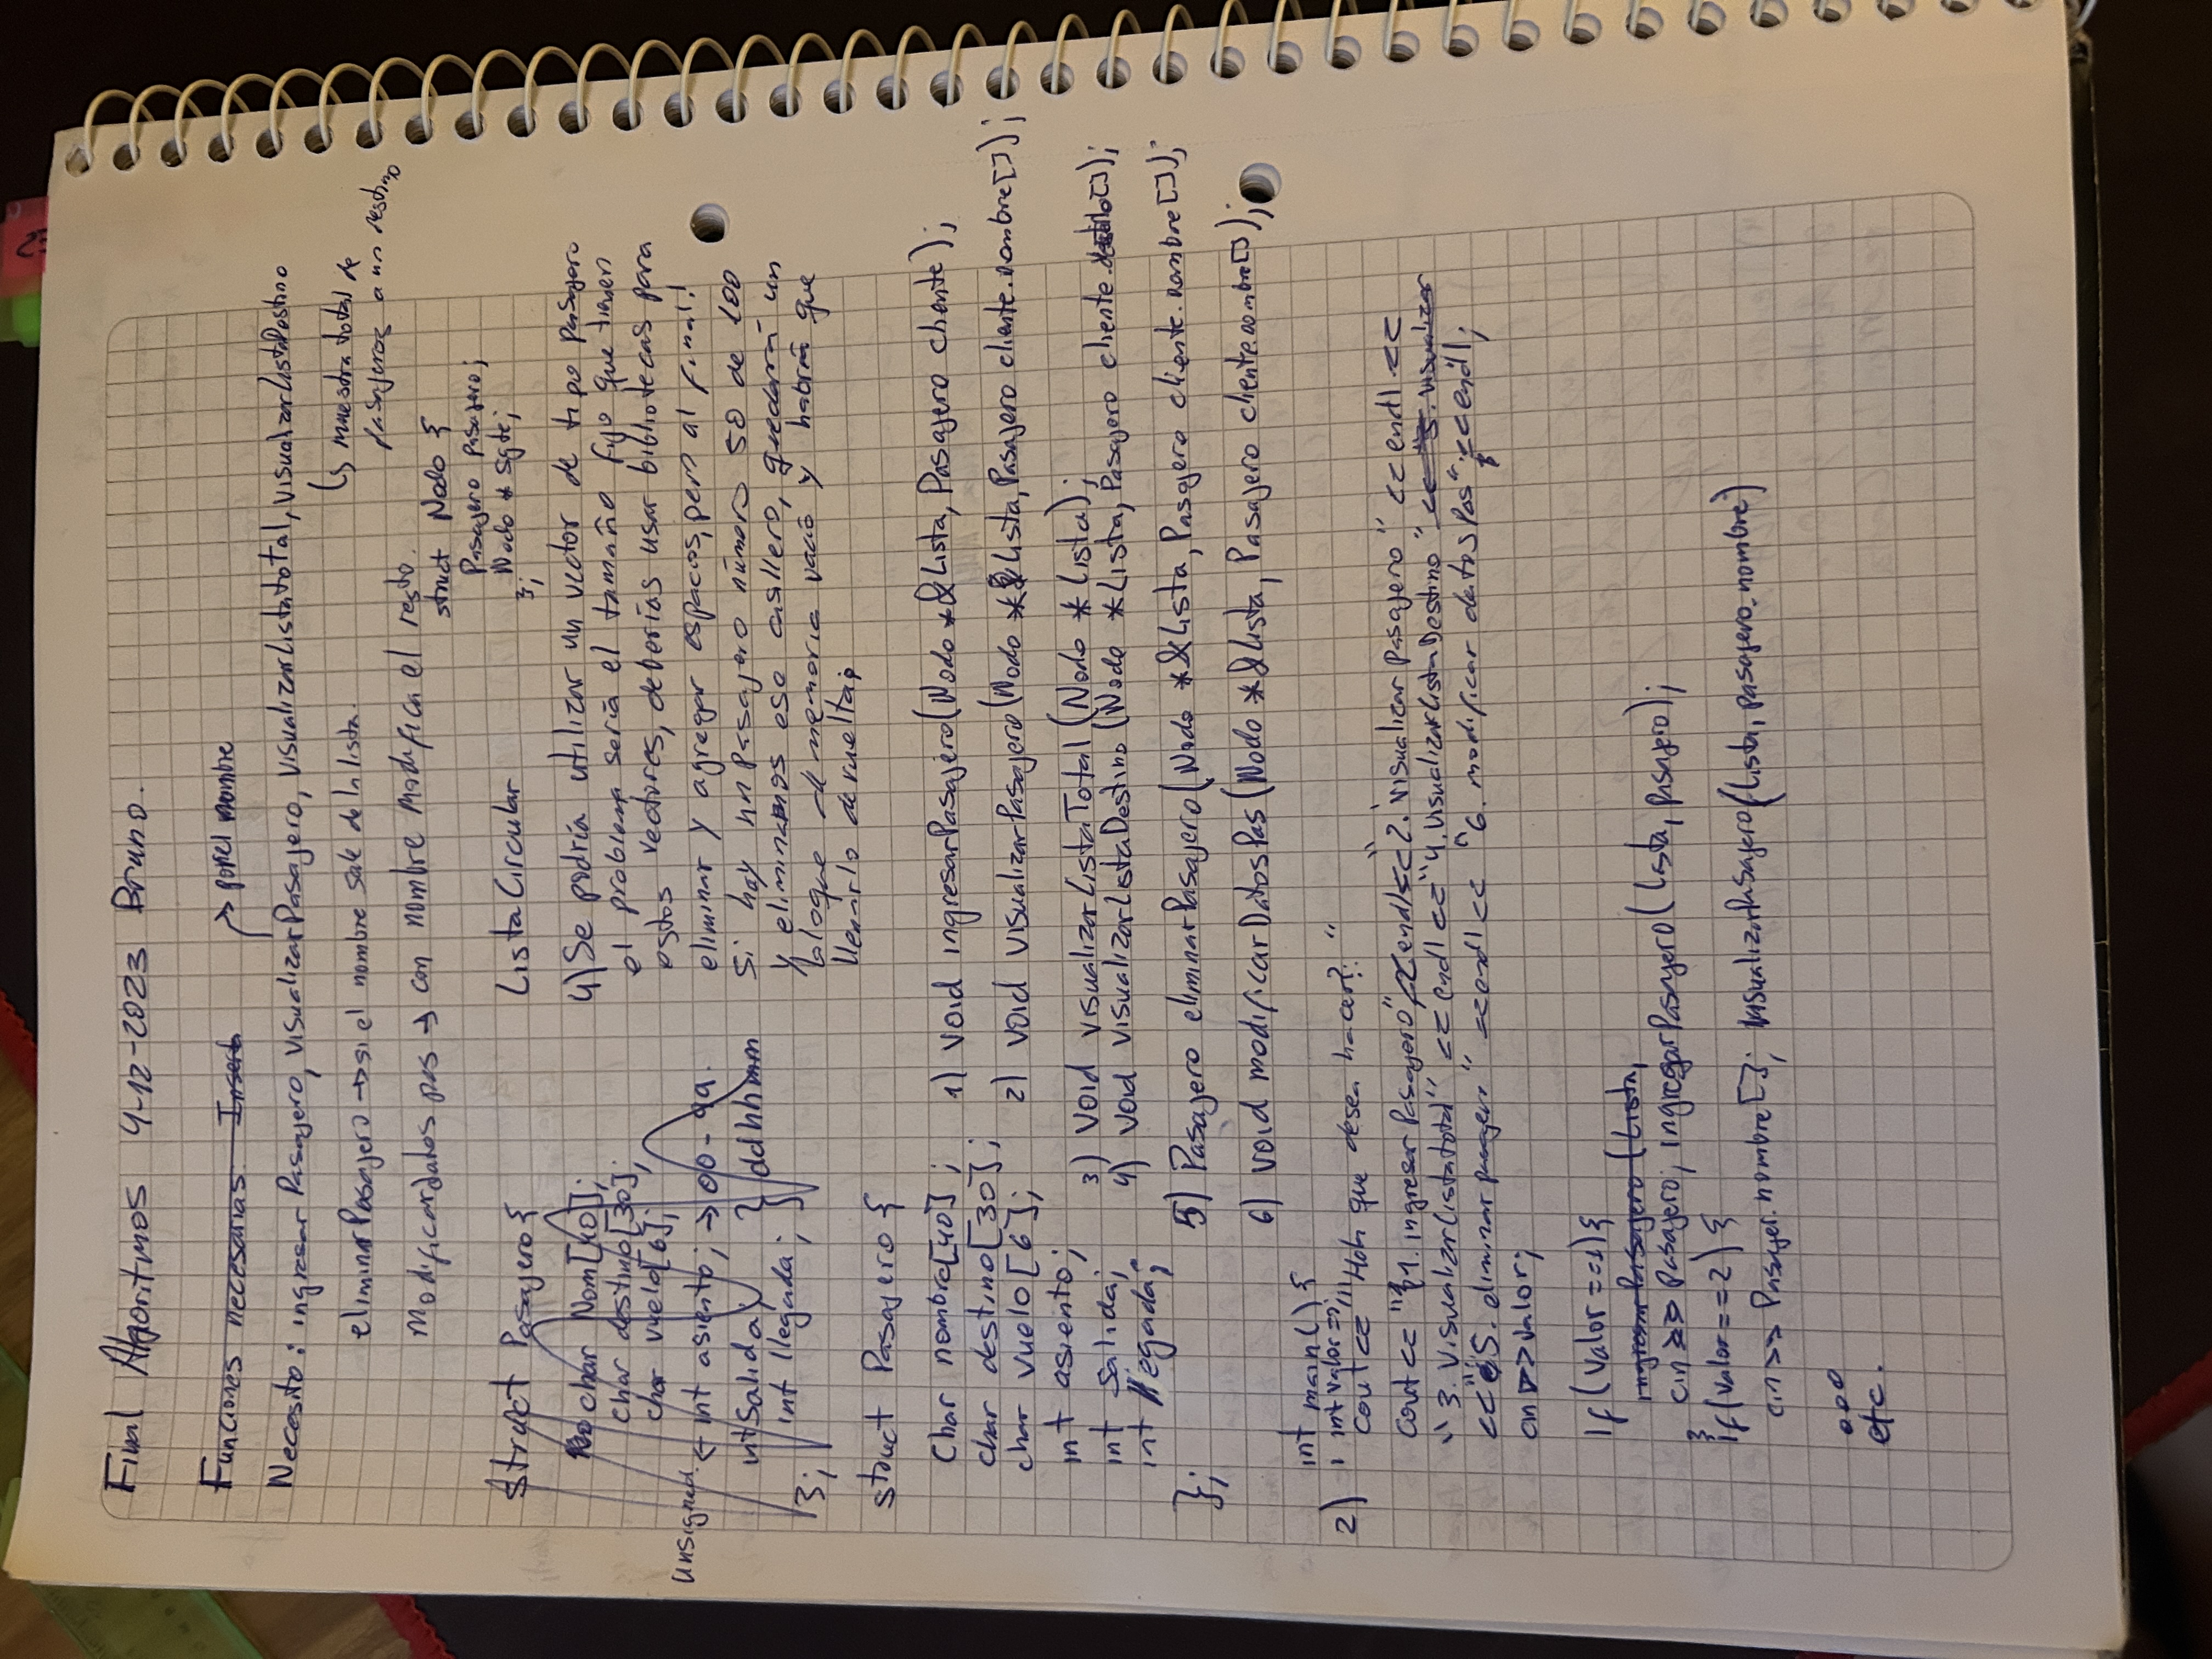 Final Algoritmos 4-12-2023 Bruno.
Funciones necesarias: Insert
→ por el nombre
Necesito: ingresar Pasajero, visualizarPasajero, visualizarListatotal, visualizarListaDestino
↳ muestra total de
pasajeros a un destino
eliminarPasajero → si el nombre sale de la lista.
Modificardatos pas → con nombre modifica el resto.
struct Nodo {
Pasajero pasajero;
Nodo * sgte;
};
struct Pasajero {
char Nom[40];
char destino[30];
char vuelo[6];
unsigned. ← int asiento; → 00-99.
int salida;
int llegada; } ddhhmm
};
Lista Circular
4) Se podría utilizar un vector de tipo pasajero
el problema sería el tamaño fijo que tienen
estos vectores, deberías usar bibliotecas para
eliminar y agregar espacios, pero al final!
si hay un pasajero número 50 de 100
y eliminamos ese casillero, quedará un
bloque de memoria vacio y habría que
llenarlo de vuelta;
struct Pasajero {
Char nombre[40];
char destino[30];
char vuelo[6];
int asiento;
int salida;
int llegada;
};
1) void ingresarPasajero(Nodo *&Lista, Pasajero cliente);
2) void visualizarPasajero(Nodo * Lista, Pasajero cliente.nombre[]);
3) void visualizarListaTotal(Nodo * lista);
4) void visualizarListaDestino(Nodo *Lista, Pasajero cliente.destino[]);
5) Pasajero eliminarPasajero(Nodo *&Lista, Pasajero cliente.nombre[]);
6) void modificarDatosPas(Nodo *&Lista, Pasajero cliente.nombre[]);
2) int main() {
int valor =
cout << "Hola que desea hacer?: "
cout << "1. ingresar Pasajero" << endl << "2. visualizar pasajero" << endl <<
"3. visualizarListatotal" << endl << "4. visualizarListaDestino" << "5. visualizar
<< "5. eliminar pasajero" << endl << "6. modificar datos Pas" << endl;
cin >> valor;
if (valor ==1) {
ingresarPasajero (Lista,
cin >> Pasajero; ingresarPasajero(Lista, pasajero);
}
if (valor == 2) {
cin >> Pasajer.nombre[]; visualizarPasajero(Lista, pasajero.nombre)
ooo
etc.